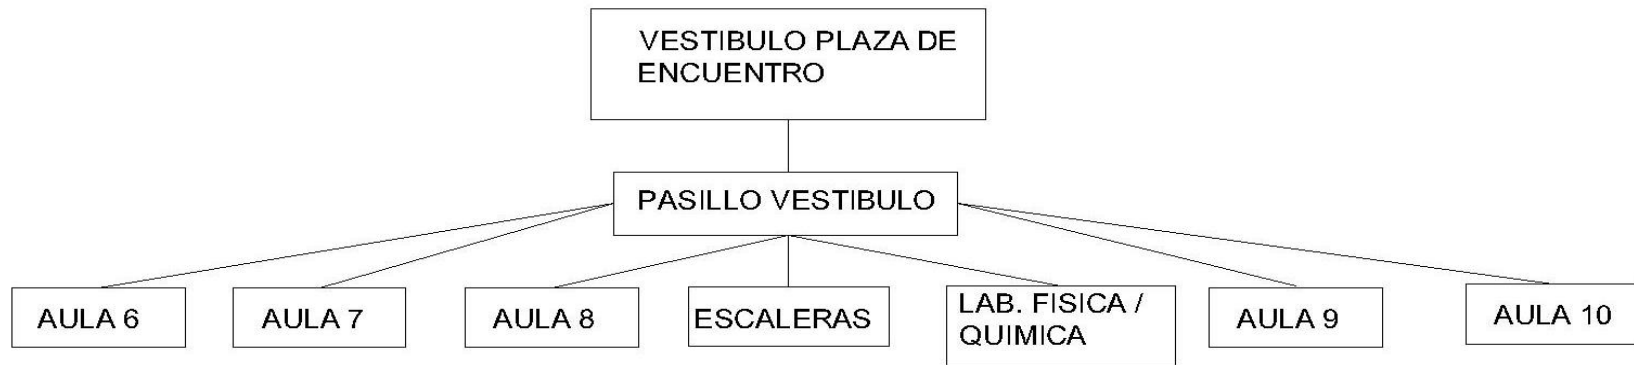 VESTIBULO PLAZA DE
ENCUENTRO
PASILLO VESTIBULO
AULA 6
AULA 7
AULA 8
ESCALERAS
LAB. FISICA /
QUIMICA
AULA 9
AULA 10